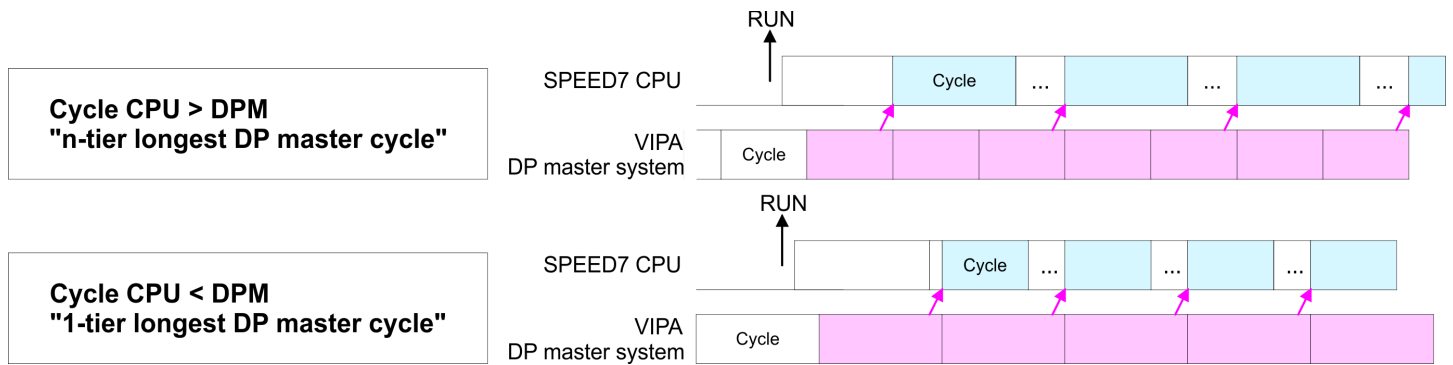 RUN
SPEED7 CPU
Cycle
...
...
...
Cycle CPU > DPM
"n-tier longest DP master cycle"
VIPA
DP master system
Cycle
RUN
SPEED7 CPU
Cycle
...
...
...
Cycle CPU < DPM
"1-tier longest DP master cycle"
VIPA
DP master system
Cycle